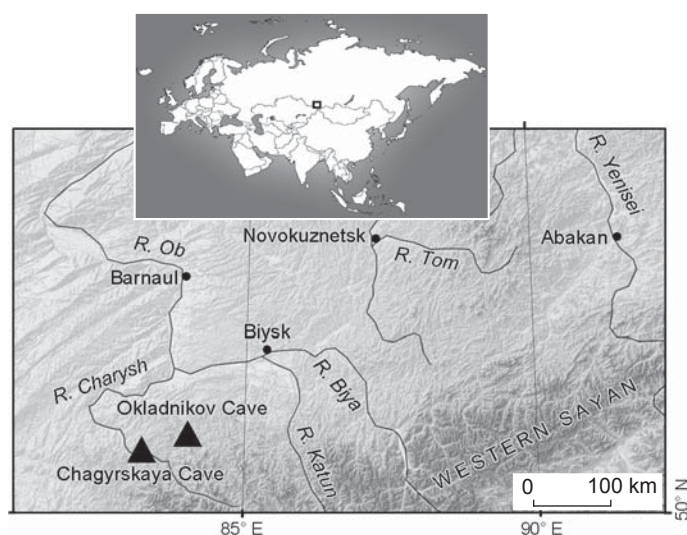 R. Yenisei
R. Ob
Novokuznetsk
Abakan
R. Tom
Barnaul
Biysk
R. Charysh
R. Biya
Okladnikov Cave
WESTERN SAYAN
R. Katun
Chagyrskaya Cave
0 100 km
50° N
85° E
90° E